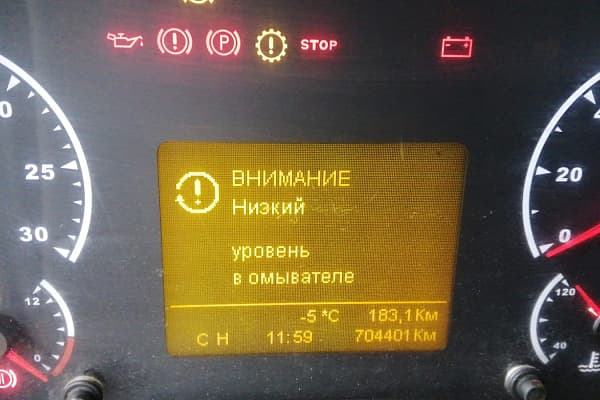 P
STOP
0
25
30
12
0
20
0
120
40
ВНИМАНИЕ
Низкий
уровень
в омывателе
-5 °C 183,1 Км
С Н 11:59 704401 Км